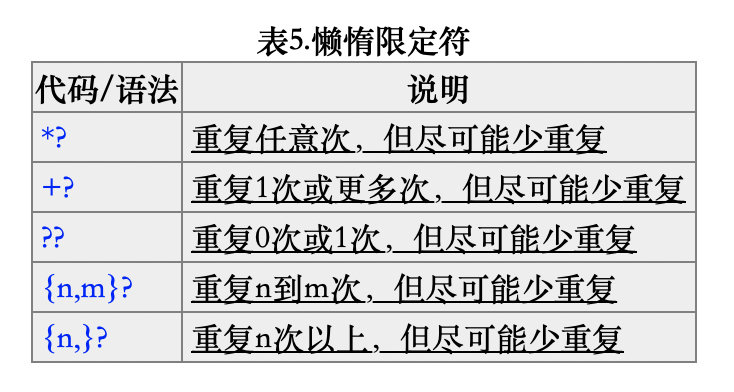 表5.懒惰限定符
代码/语法 说明
*? 重复任意次，但尽可能少重复
+? 重复1次或更多次，但尽可能少重复
?? 重复0次或1次，但尽可能少重复
{n,m}? 重复n到m次，但尽可能少重复
{n,}? 重复n次以上，但尽可能少重复